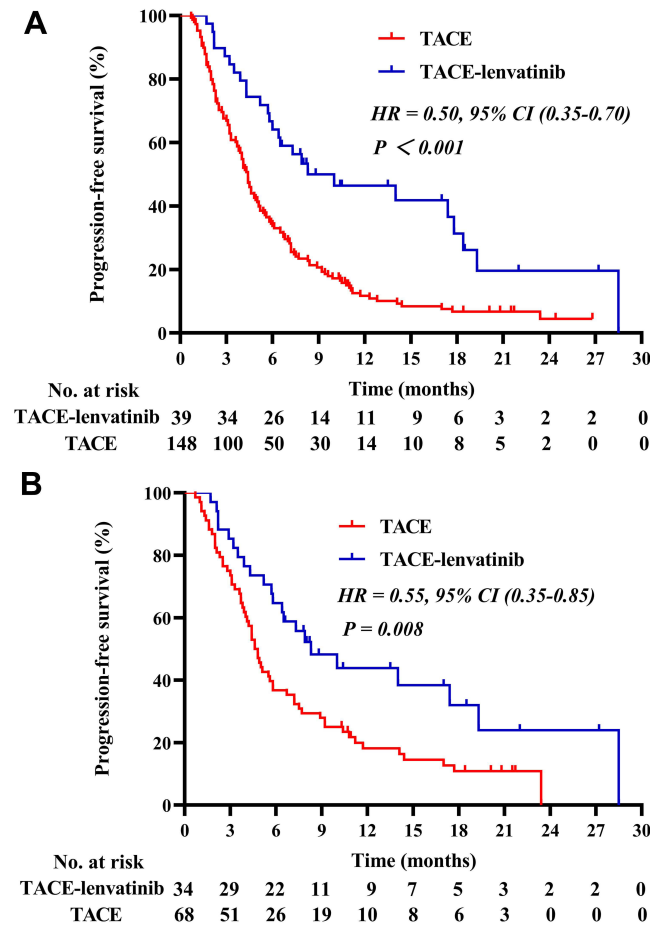 A
Progression-free survival (%)
100
80
60
40
20
0
TACE
TACE-lenvatinib
HR = 0.50, 95% CI (0.35-0.70)
P < 0.001
0 3 6 9 12 15 18 21 24 27 30
Time (months)
No. at risk
TACE-lenvatinib 39 34 26 14 11 9 6 3 2 2 0
TACE 148 100 50 30 14 10 8 5 2 0 0
B
Progression-free survival (%)
100
80
60
40
20
0
TACE
TACE-lenvatinib
HR = 0.55, 95% CI (0.35-0.85)
P = 0.008
0 3 6 9 12 15 18 21 24 27 30
Time (months)
No. at risk
TACE-lenvatinib 34 29 22 11 9 7 5 3 2 2 0
TACE 68 51 26 19 10 8 6 3 0 0 0